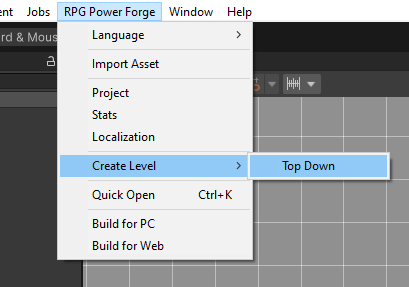 ent Jobs RPG Power Forge Window Help
rd & Mous
Language
Import Asset
Project
Stats
Localization
Create Level
Top Down
Quick Open Ctrl+K
Build for PC
Build for Web